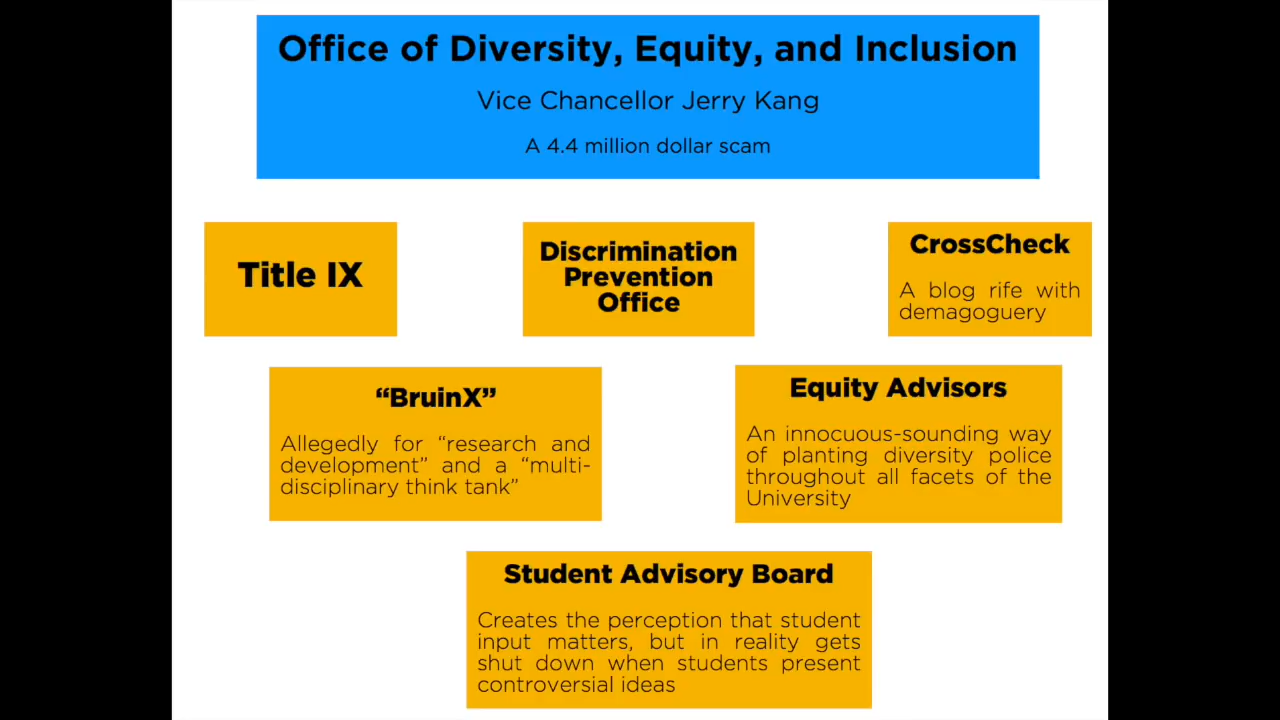 Office of Diversity, Equity, and Inclusion
Vice Chancellor Jerry Kang
A 4.4 million dollar scam
Title IX
Discrimination
Prevention
Office
CrossCheck
A blog rife with
demagoguery
“BruinX”
Allegedly for “research and
development” and a “multi-
disciplinary think tank”
Equity Advisors
An innocuous-sounding way
of planting diversity police
throughout all facets of the
University
Student Advisory Board
Creates the perception that student
input matters, but in reality gets
shut down when students present
controversial ideas